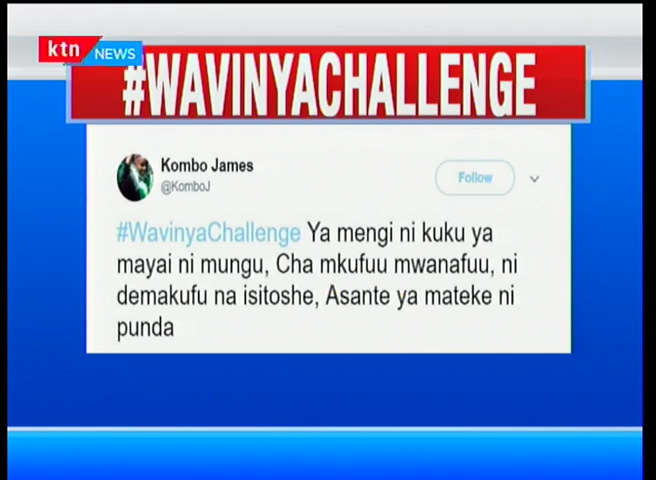 ktn NEWS
#WAVINYACHALLENGE
Kombo James
@KomboJ
Follow
#WavinyaChallenge Ya mengi ni kuku ya
mayai ni mungu, Cha mkufuu mwanafuu, ni
demakufu na isitoshe, Asante ya mateke ni
punda